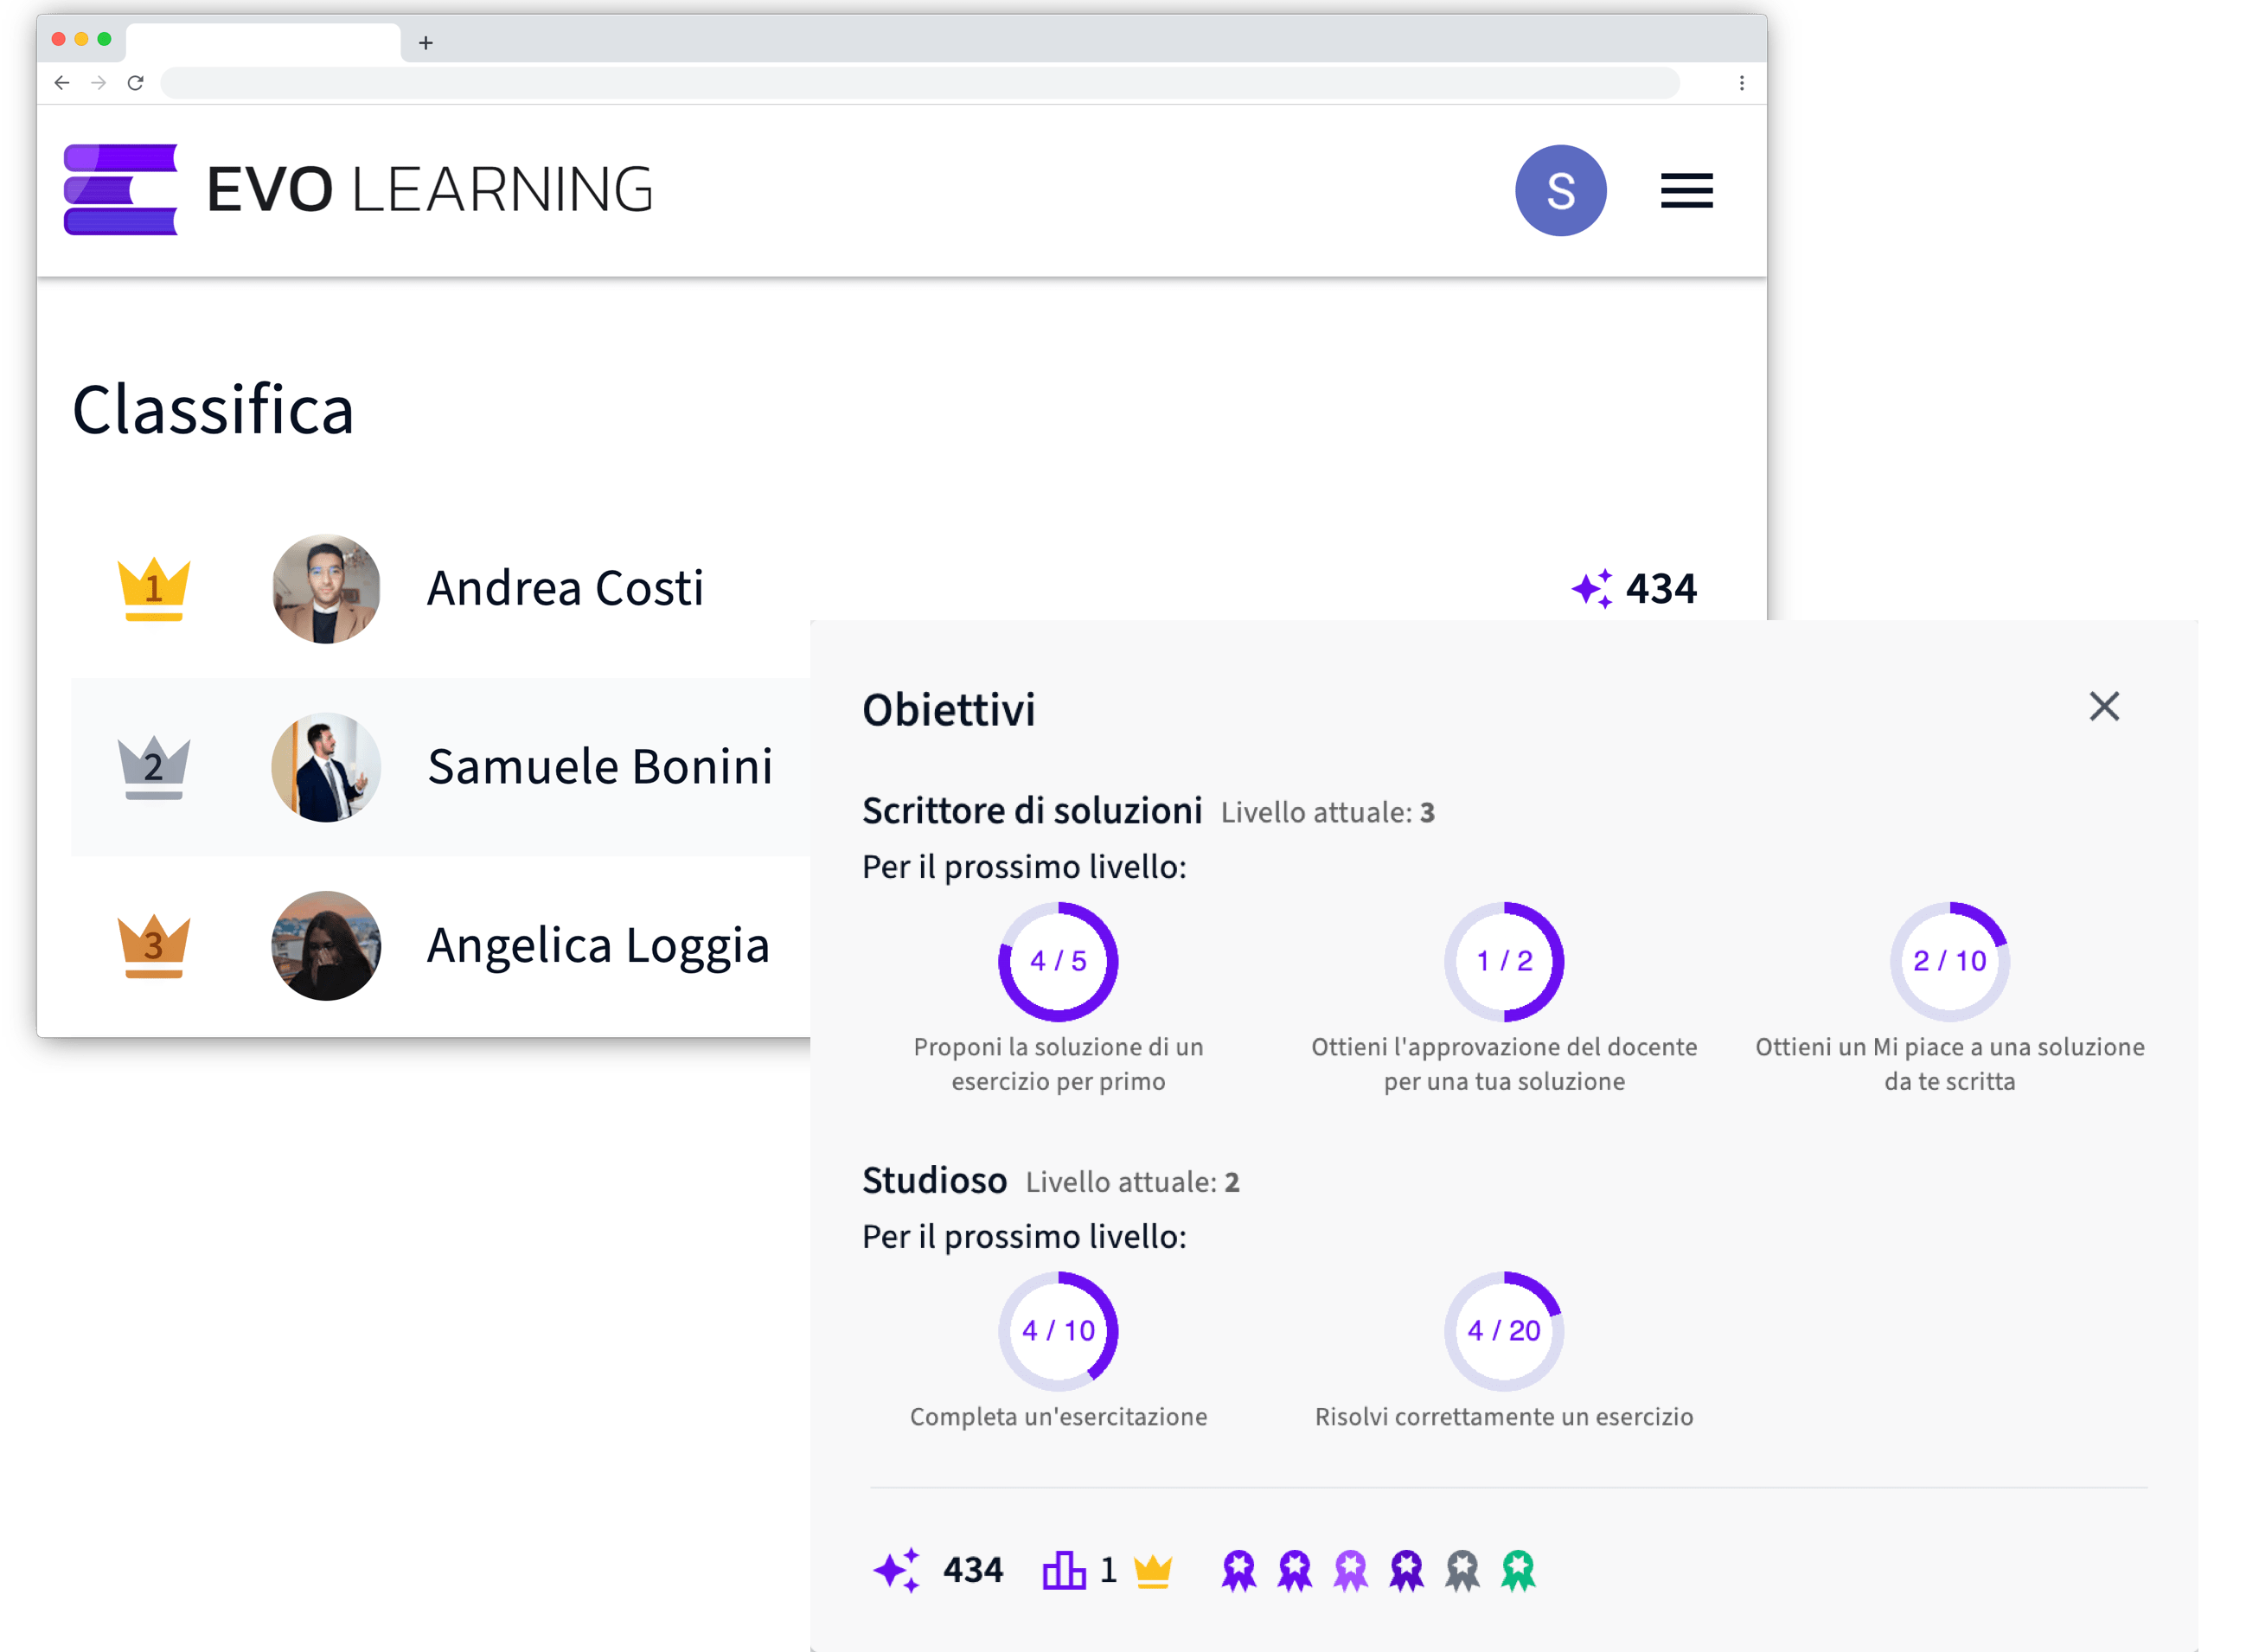 EVO LEARNING
S
Classifica
1 Andrea Costi 434
2 Samuele Bonini
3 Angelica Loggia
Obiettivi
Scrittore di soluzioni Livello attuale: 3
Per il prossimo livello:
4 / 5 1 / 2 2 / 10
Proponi la soluzione di un Ottieni l'approvazione del docente Ottieni un Mi piace a una soluzione
esercizio per primo per una tua soluzione da te scritta
Studioso Livello attuale: 2
Per il prossimo livello:
4 / 10 4 / 20
Completa un'esercitazione Risolvi correttamente un esercizio
434 1